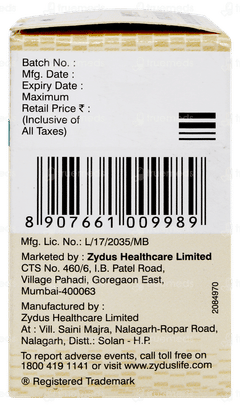 Batch No. :
Mfg. Date :
Expiry Date :
Maximum
Retail Price ₹ :
(Inclusive of
All Taxes)
8 907661 009989
Mfg. Lic. No.: L/17/2035/MB
Marketed by : Zydus Healthcare Limited
CTS No. 460/6, I.B. Patel Road,
Village Pahadi, Goregaon East,
Mumbai-400063
Manufactured by :
Zydus Healthcare Limited
At : Vill. Saini Majra, Nalagarh-Ropar Road,
Nalagarh, Distt.: Solan - H.P.
To report adverse events, call toll free on
1800 419 1141 or visit www.zyduslife.com
® Registered Trademark
2084970